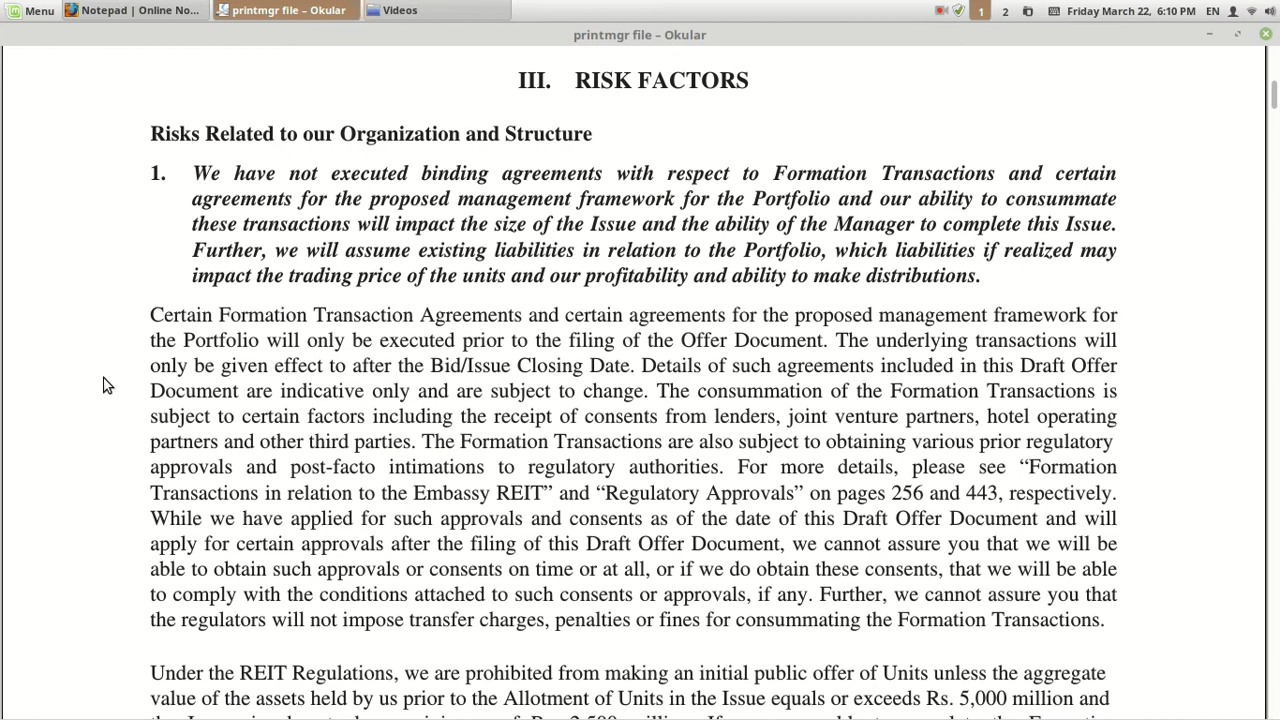 Menu
Notepad | Online No...
printmgr file – Okular
Videos
1
2
Friday March 22, 6:10 PM
EN
printmgr file – Okular
III. RISK FACTORS
Risks Related to our Organization and Structure
1. We have not executed binding agreements with respect to Formation Transactions and certain
agreements for the proposed management framework for the Portfolio and our ability to consummate
these transactions will impact the size of the Issue and the ability of the Manager to complete this Issue.
Further, we will assume existing liabilities in relation to the Portfolio, which liabilities if realized may
impact the trading price of the units and our profitability and ability to make distributions.
Certain Formation Transaction Agreements and certain agreements for the proposed management framework for
the Portfolio will only be executed prior to the filing of the Offer Document. The underlying transactions will
only be given effect to after the Bid/Issue Closing Date. Details of such agreements included in this Draft Offer
Document are indicative only and are subject to change. The consummation of the Formation Transactions is
subject to certain factors including the receipt of consents from lenders, joint venture partners, hotel operating
partners and other third parties. The Formation Transactions are also subject to obtaining various prior regulatory
approvals and post-facto intimations to regulatory authorities. For more details, please see “Formation
Transactions in relation to the Embassy REIT” and “Regulatory Approvals” on pages 256 and 443, respectively.
While we have applied for such approvals and consents as of the date of this Draft Offer Document and will
apply for certain approvals after the filing of this Draft Offer Document, we cannot assure you that we will be
able to obtain such approvals or consents on time or at all, or if we do obtain these consents, that we will be able
to comply with the conditions attached to such consents or approvals, if any. Further, we cannot assure you that
the regulators will not impose transfer charges, penalties or fines for consummating the Formation Transactions.
Under the REIT Regulations, we are prohibited from making an initial public offer of Units unless the aggregate
value of the assets held by us prior to the Allotment of Units in the Issue equals or exceeds Rs. 5,000 million and